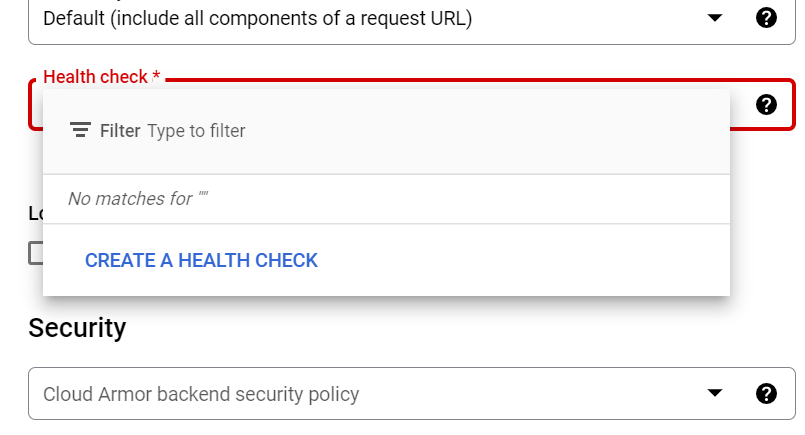 Default (include all components of a request URL)
Health check *
Filter Type to filter
No matches for ""
CREATE A HEALTH CHECK
Security
Cloud Armor backend security policy